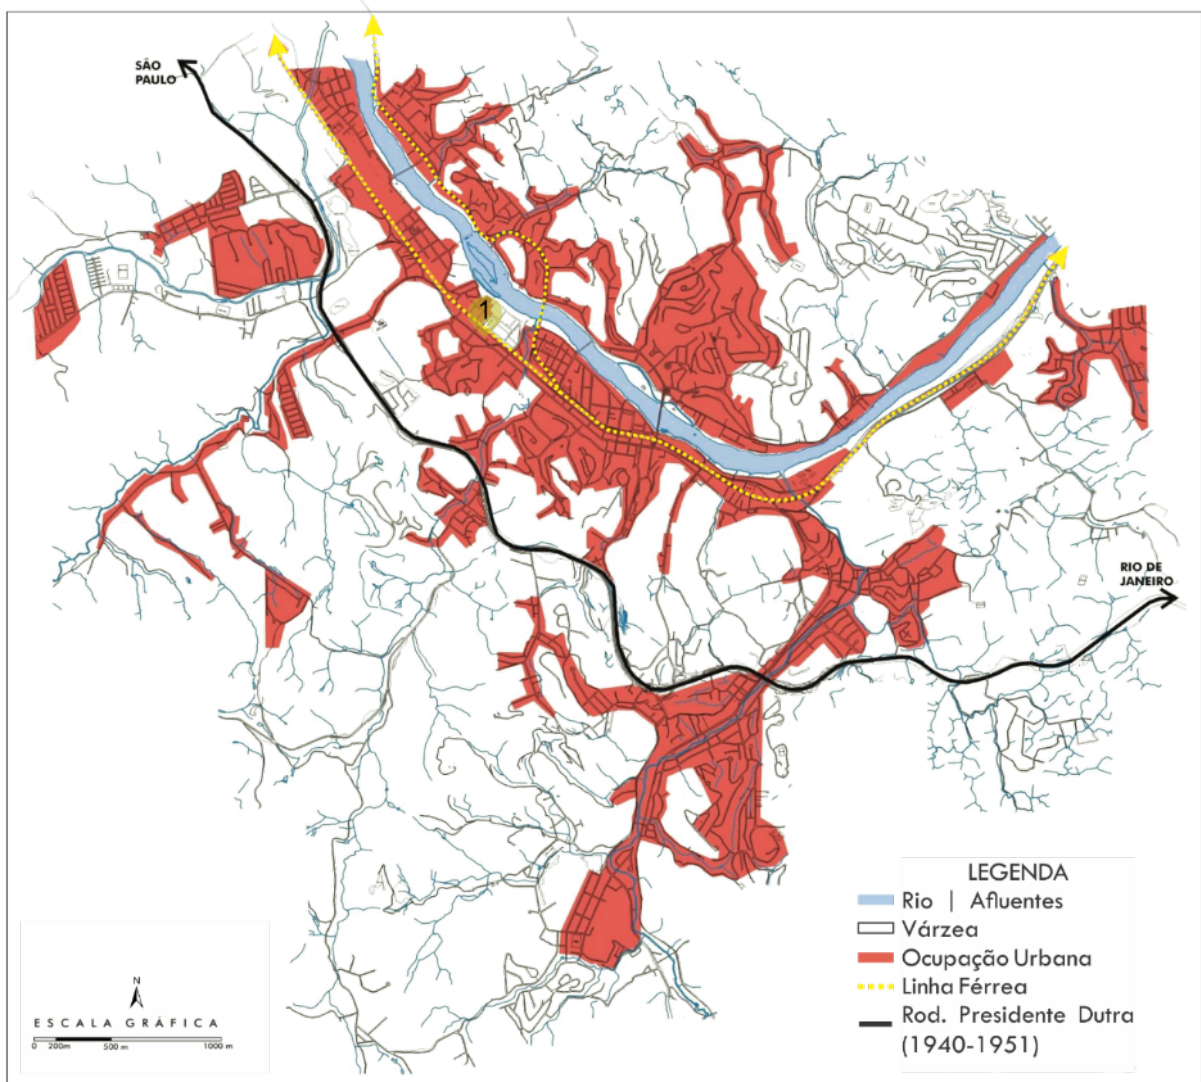 SÃO
PAULO
1
RIO DE
JANEIRO
LEGENDA
Rio | Afluentes
Várzea
Ocupação Urbana
Linha Férrea
Rod. Presidente Dutra
(1940-1951)
N
ESCALA GRÁFICA
0 200m 500 m 1000 m